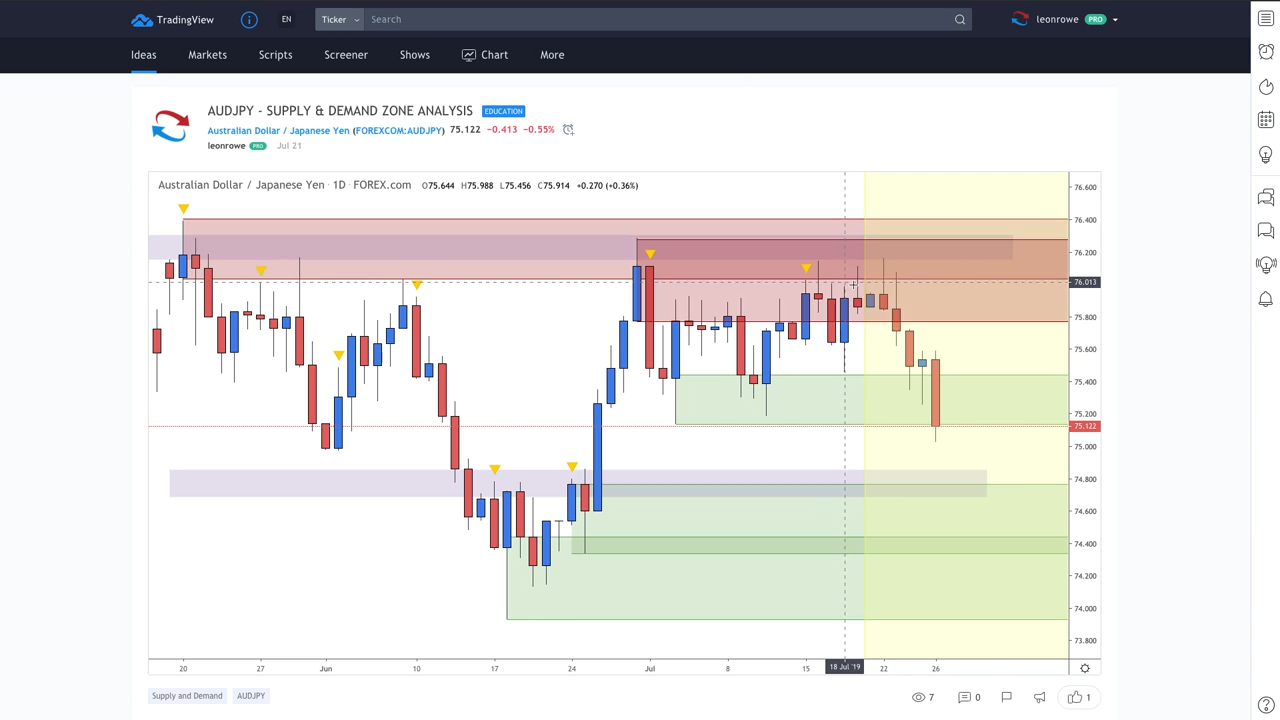 TradingView
EN
Ticker
Search
leonrowe PRO
Ideas
Markets
Scripts
Screener
Shows
Chart
More
AUDJPY - SUPPLY & DEMAND ZONE ANALYSIS EDUCATION
Australian Dollar / Japanese Yen (FOREXCOM:AUDJPY) 75.122 −0.413 −0.55%
leonrowe PRO Jul 21
Australian Dollar / Japanese Yen · 1D · FOREX.com O75.644 H75.988 L75.456 C75.914 +0.270 (+0.36%)
76.600
76.400
76.200
76.013
75.800
75.600
75.400
75.200
75.122
75.000
74.800
74.600
74.400
74.200
74.000
73.800
20 27 Jun 10 17 24 Jul 8 15 18 Jul '19 22 26
Supply and Demand
AUDJPY
7
0
1